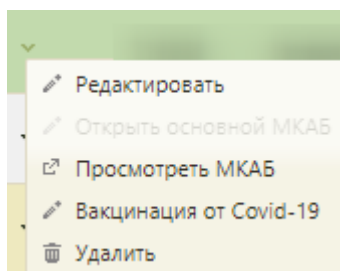 Редактировать
Открыть основной МКАБ
Просмотреть МКАБ
Вакцинация от Covid-19
Удалить